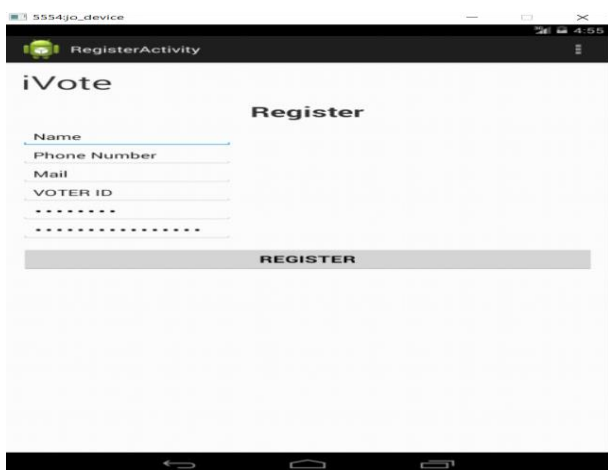 5554:jo_device
4:55
RegisterActivity
iVote
Register
Name
Phone Number
Mail
VOTER ID
••••••••
••••••••••••••••
REGISTER